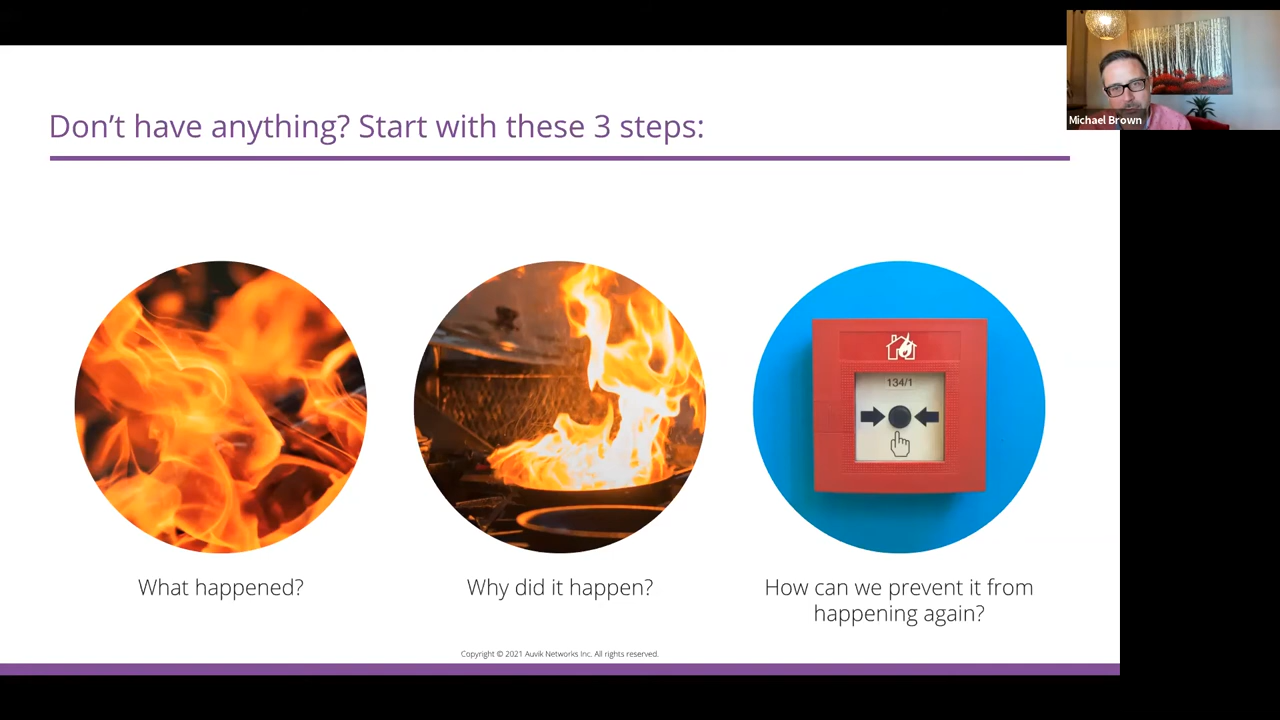 Michael Brown
Don't have anything? Start with these 3 steps:
134/1
What happened?
Why did it happen?
How can we prevent it from
happening again?
Copyright © 2021 Auvik Networks Inc. All rights reserved.